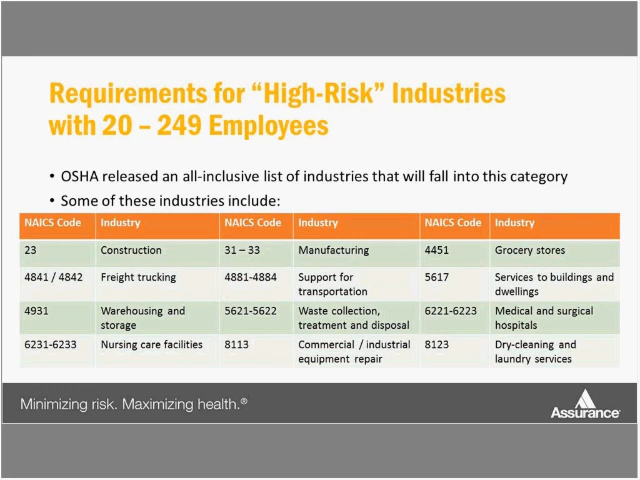 Requirements for “High-Risk” Industries
with 20 – 249 Employees
• OSHA released an all-inclusive list of industries that will fall into this category
• Some of these industries include:
NAICS Code Industry NAICS Code Industry NAICS Code Industry
23 Construction 31 – 33 Manufacturing 4451 Grocery stores
4841 / 4842 Freight trucking 4881-4884 Support for 5617 Services to buildings and
transportation dwellings
4931 Warehousing and 5621-5622 Waste collection, 6221-6223 Medical and surgical
storage treatment and disposal hospitals
6231-6233 Nursing care facilities 8113 Commercial / industrial 8123 Dry-cleaning and
equipment repair laundry services
Minimizing risk. Maximizing health.®
Assurance